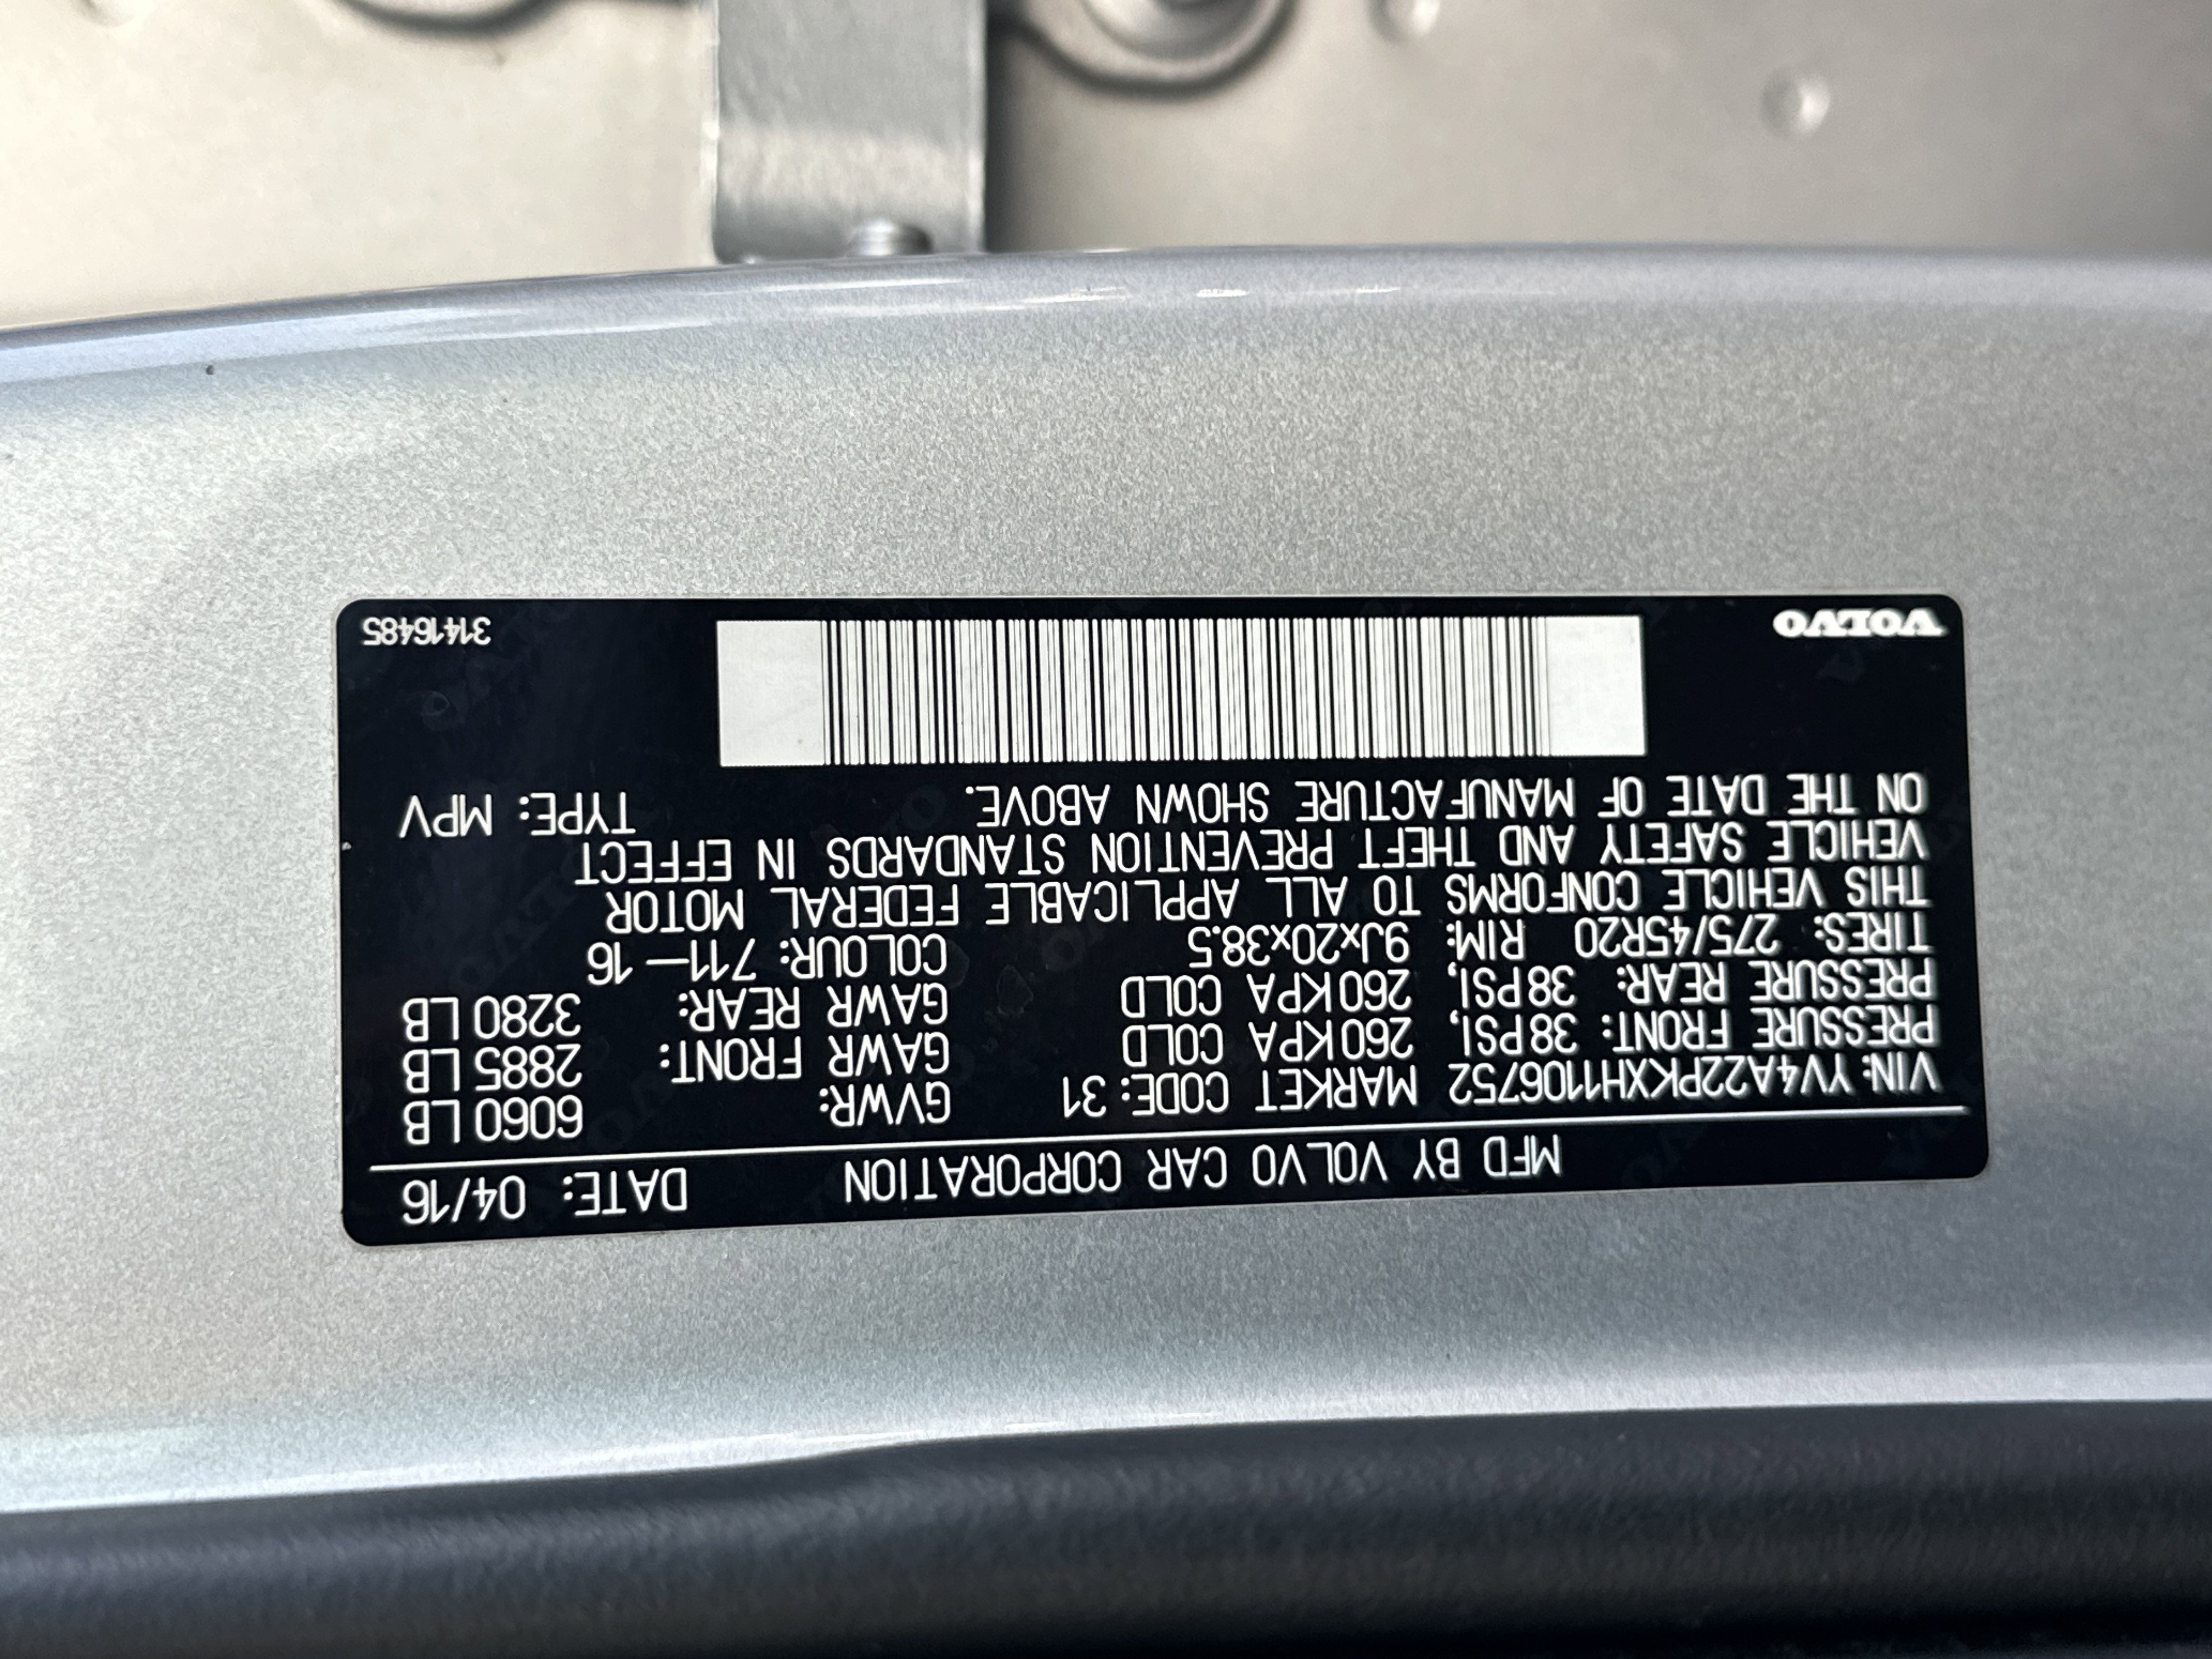 MFD BY VOLVO CAR CORPORATION DATE: 04/16
VIN: YV4A22PKXH1106752 MARKET CODE: 31 GVWR: 6060 LB
PRESSURE FRONT: 38 PSI, 260 KPA COLD GAWR FRONT: 2885 LB
PRESSURE REAR: 38 PSI, 260 KPA COLD GAWR REAR: 3280 LB
TIRES: 275/45R20 RIM: 9Jx20x38.5 COLOUR: 711-16
THIS VEHICLE CONFORMS TO ALL APPLICABLE FEDERAL MOTOR
VEHICLE SAFETY AND THEFT PREVENTION STANDARDS IN EFFECT
ON THE DATE OF MANUFACTURE SHOWN ABOVE. TYPE: MPV
VOLVO 31416485